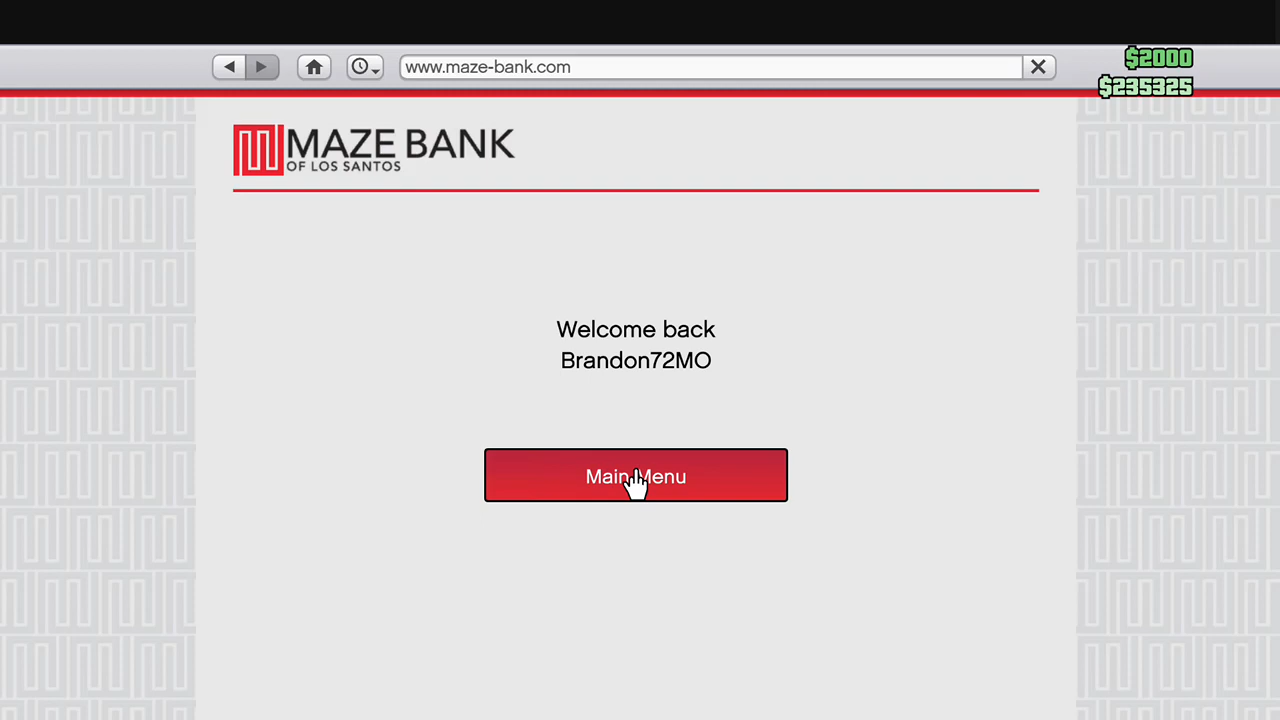 www.maze-bank.com
$2000
$235325
MAZE BANK
OF LOS SANTOS
Welcome back
Brandon72MO
Main Menu